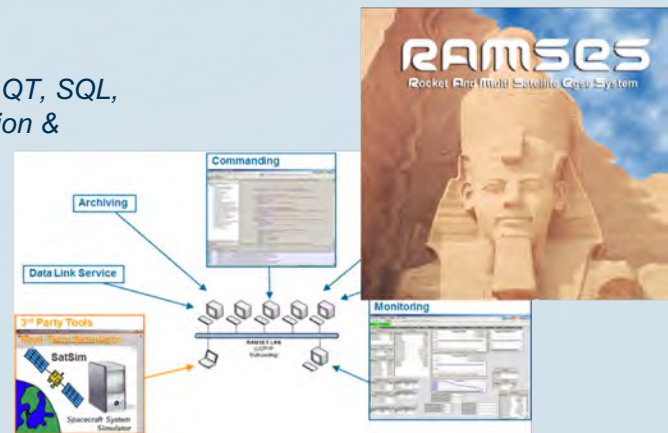 RAMSES
Rocket And Multi Satellite EGSE System
QT, SQL,
ion &
Commanding
Archiving
Data Link Service
3rd Party Tools
Real-Time Simulator
SatSim
Spacecraft System
Simulator
RAMSES LAN
Monitoring